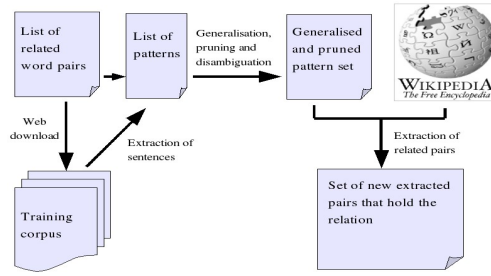 List of
related
word pairs
List of
patterns
Generalisation,
pruning and
disambiguation
Generalised
and pruned
pattern set
WIKIPEDIA
The Free Encyclopedia
Web
download
Extraction of
sentences
Extraction of
related pairs
Training
corpus
Set of new extracted
pairs that hold the
relation